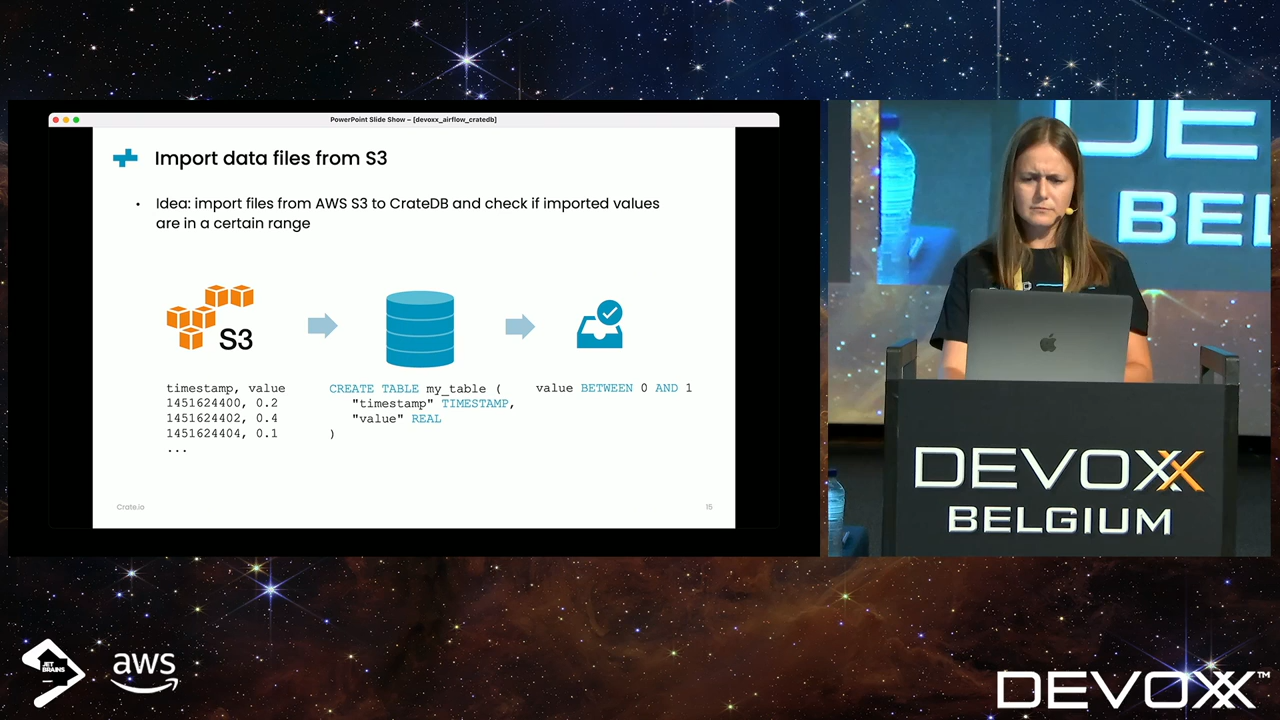 PowerPoint Slide Show - [devoxx_airflow_cratedb]
Import data files from S3
• Idea: import files from AWS S3 to CrateDB and check if imported values
are in a certain range
S3
timestamp, value
1451624400, 0.2
1451624402, 0.4
1451624404, 0.1
...
CREATE TABLE my_table (
"timestamp" TIMESTAMP,
"value" REAL
)
value BETWEEN 0 AND 1
Crate.io
15
DE
BEL
DEVOXX
BELGIUM
JET
BRAINS
aws
DEVOXX™